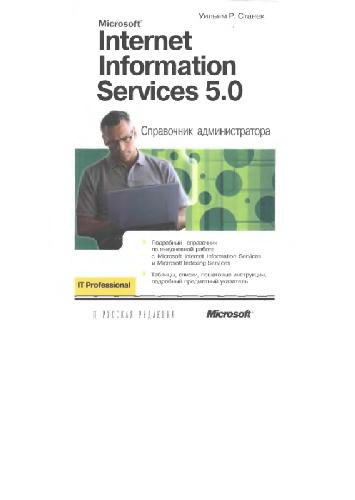 Уильям Р. Станек
Microsoft®
Internet
Information
Services 5.0
Справочник администратора
Подробный справочник
по ежедневной работе
с Microsoft Internet Information Services
и Microsoft Indexing Services
Таблицы, списки, пошаговые инструкции,
подробный предметный указатель
IT Professional
РУССКАЯ РЕДАКЦИЯ
Microsoft®